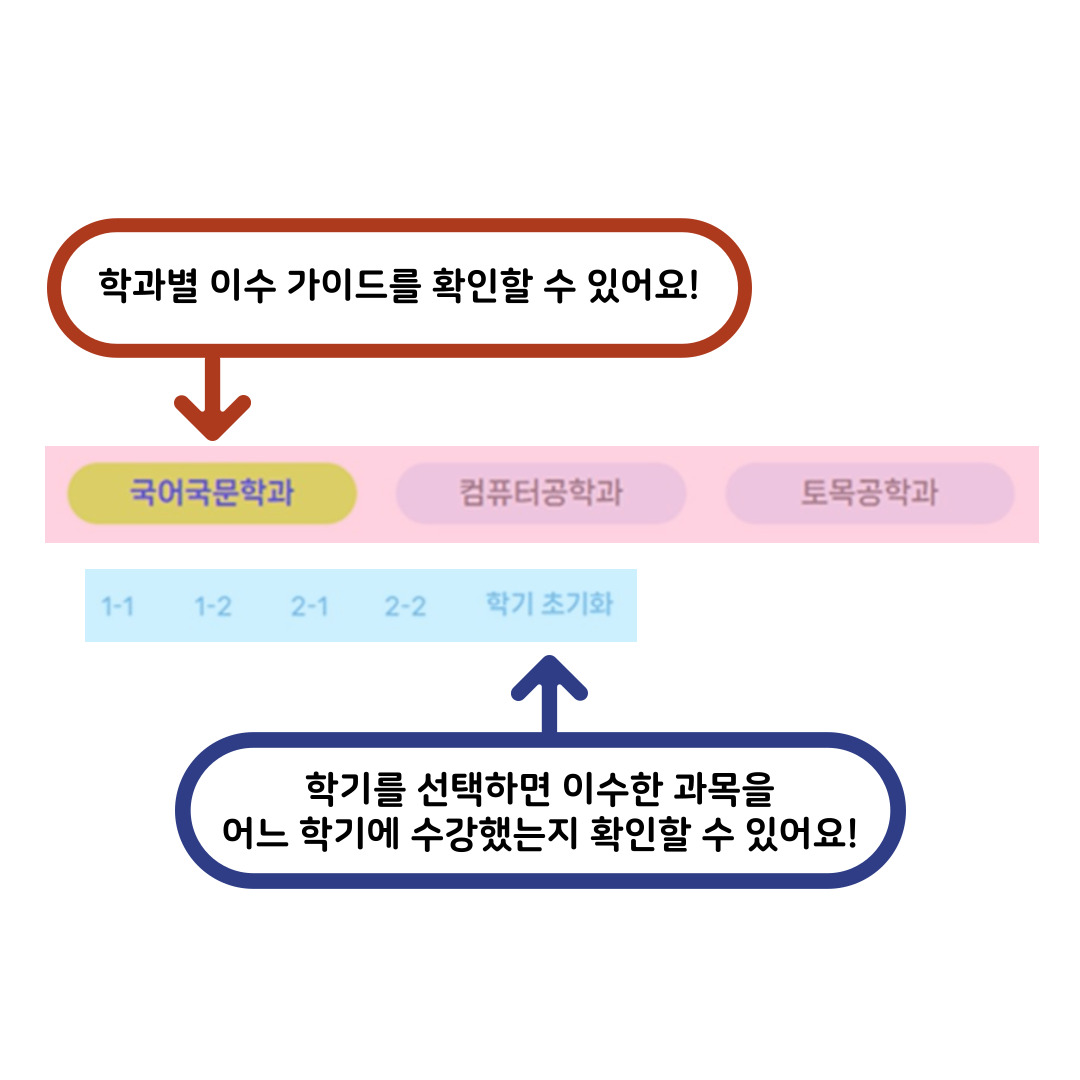 학과별 이수 가이드를 확인할 수 있어요!
국어국문학과 컴퓨터공학과 토목공학과
1-1 1-2 2-1 2-2 학기 초기화
학기를 선택하면 이수한 과목을
어느 학기에 수강했는지 확인할 수 있어요!